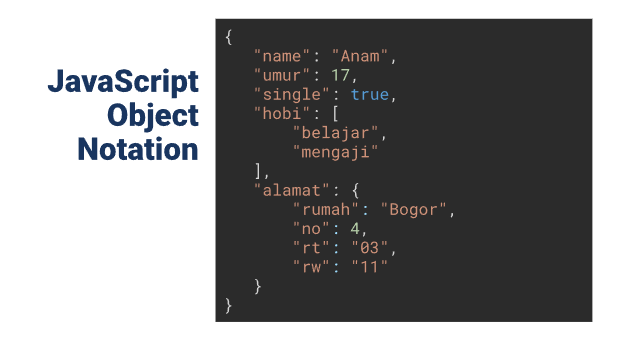 JavaScript
Object
Notation
{
    "name": "Anam",
    "umur": 17,
    "single": true,
    "hobi": [
        "belajar",
        "mengaji"
    ],
    "alamat": {
        "rumah": "Bogor",
        "no": 4,
        "rt": "03",
        "rw": "11"
    }
}